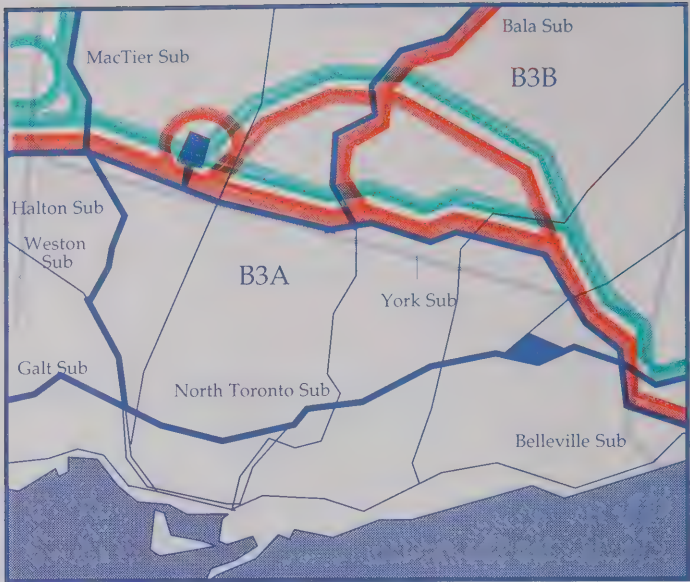 Bala Sub
MacTier Sub
B3B
Halton Sub
Weston
Sub
B3A
York Sub
Galt Sub
North Toronto Sub
Belleville Sub